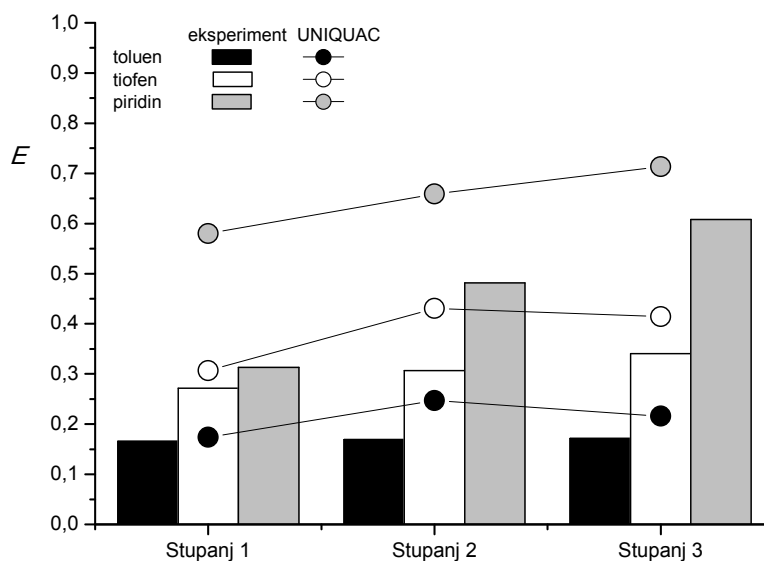 1,0
0,9
0,8
0,7
0,6
0,5
0,4
0,3
0,2
0,1
0,0
E
eksperiment UNIQUAC
toluen
tiofen
piridin
Stupanj 1 Stupanj 2 Stupanj 3